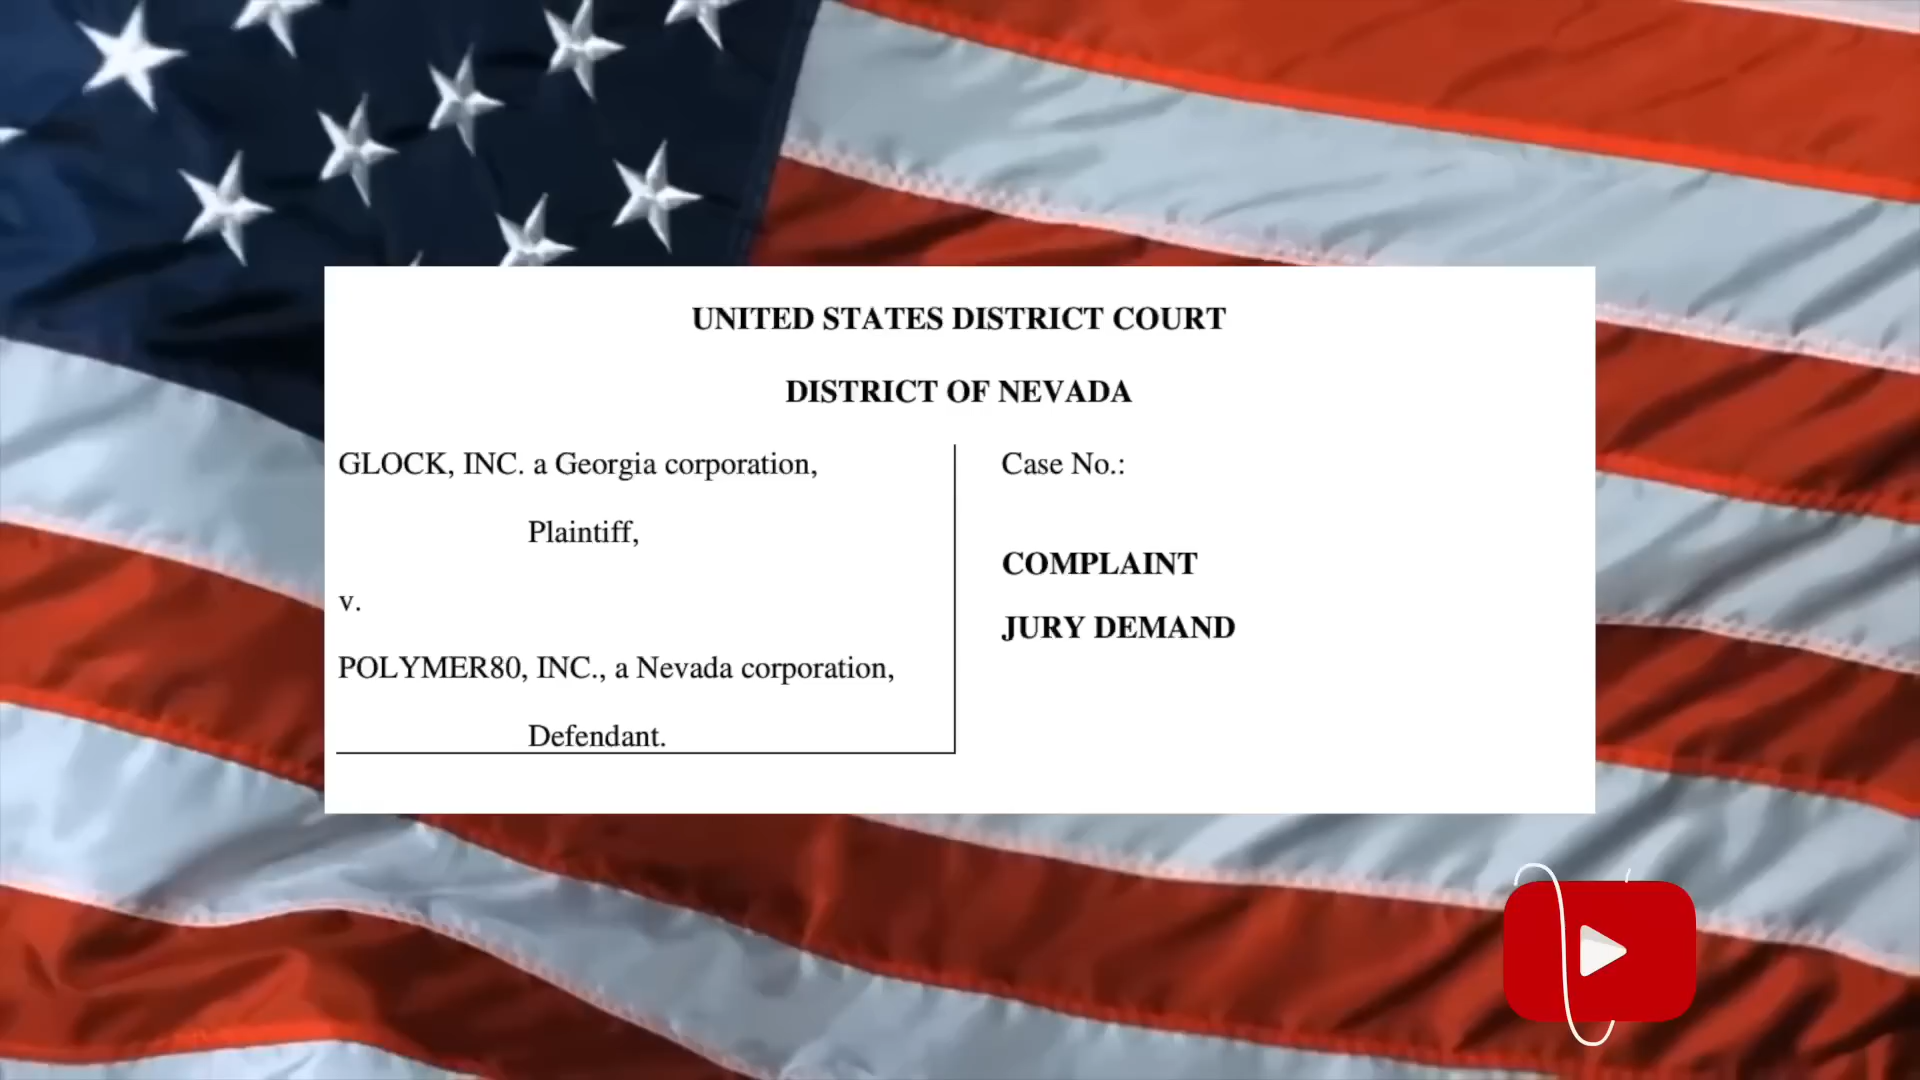 UNITED STATES DISTRICT COURT
DISTRICT OF NEVADA
GLOCK, INC. a Georgia corporation,
Plaintiff,
v.
POLYMER80, INC., a Nevada corporation,
Defendant.
Case No.:
COMPLAINT
JURY DEMAND